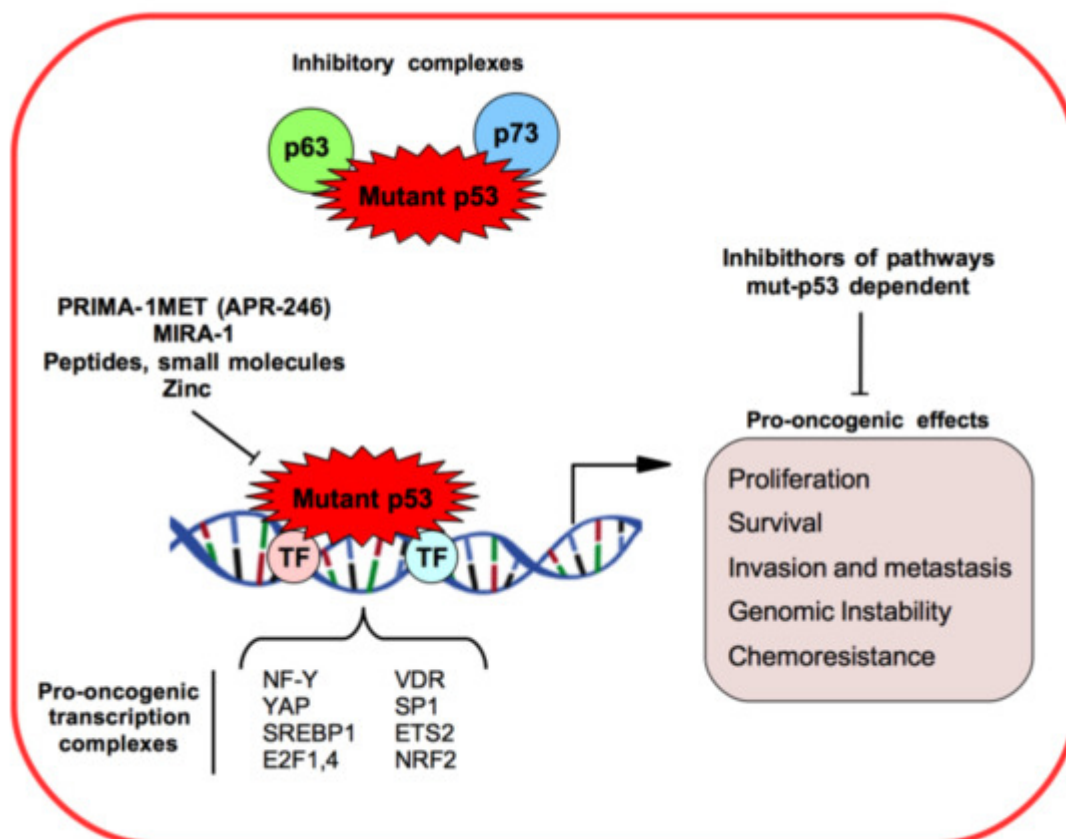 Inhibitory complexes
p63
p73
Mutant p53
Inhibithors of pathways
mut-p53 dependent
PRIMA-1MET (APR-246)
MIRA-1
Peptides, small molecules
Zinc
Pro-oncogenic effects
Proliferation
Survival
Invasion and metastasis
Genomic Instability
Chemoresistance
Mutant p53
TF
TF
Pro-oncogenic
transcription
complexes
NF-Y
YAP
SREBP1
E2F1,4
VDR
SP1
ETS2
NRF2